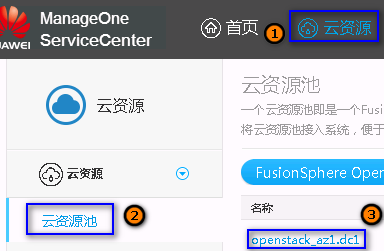 ManageOne
ServiceCenter
UAWEI
首页
1
云资源
云资源
云资源
云资源池
2
云资源池
一个云资源池即是一个Fusi
将云资源池接入系统，便于
FusionSphere Open
名称
3
openstack_az1.dc1